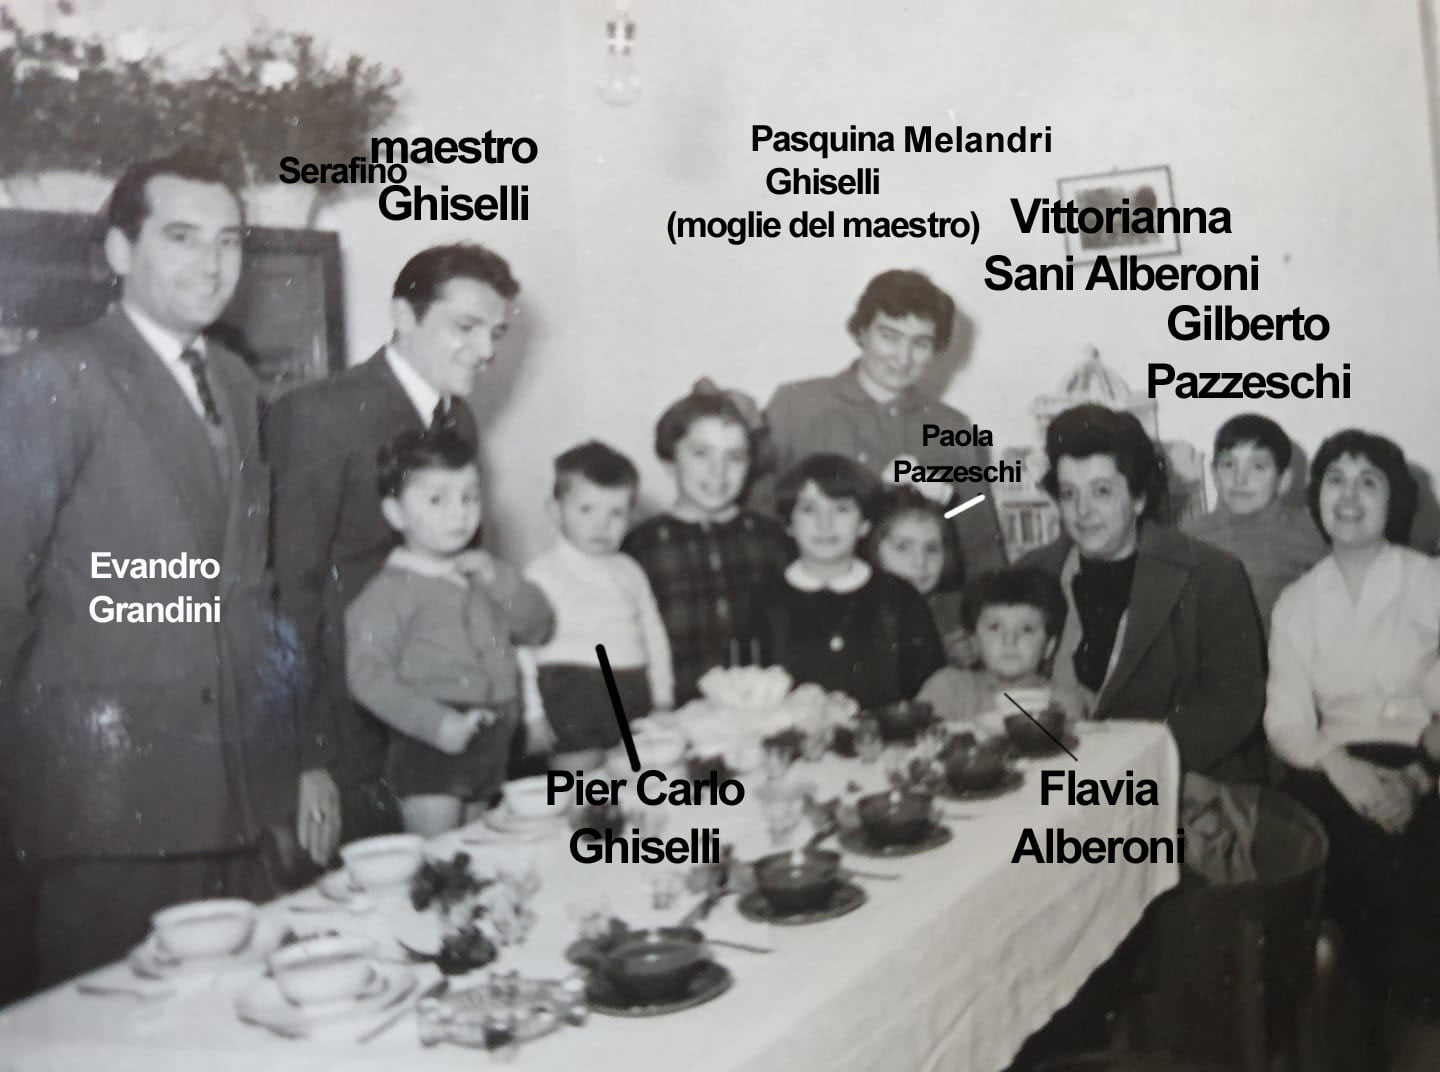 maestro
Serafino
Ghiselli
Pasquina Melandri
Ghiselli
(moglie del maestro)
Vittorianna
Sani Alberoni
Gilberto
Pazzeschi
Paola
Pazzeschi
Evandro
Grandini
Pier Carlo
Ghiselli
Flavia
Alberoni